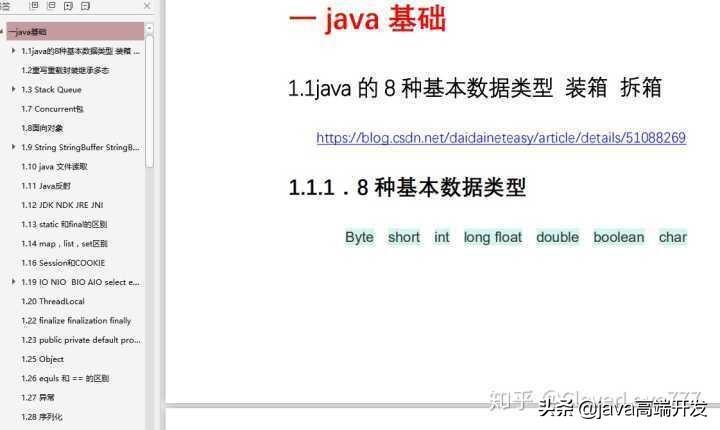 签
一java基础
1.1java的8种基本数据类型 装箱 ...
1.2重写重载封装继承多态
1.3 Stack Queue
1.7 Concurrent包
1.8面向对象
1.9 String StringBuffer StringB...
1.10 java 文件读取
1.11 Java反射
1.12 JDK NDK JRE JNI
1.13 static 和final的区别
1.14 map，list，set区别
1.16 Session和COOKIE
1.19 IO NIO BIO AIO select e...
1.20 ThreadLocal
1.22 finalize finalization finally
1.23 public private default pro...
1.25 Object
1.26 equls 和 == 的区别
1.27 异常
1.28 序列化
一 java 基础
1.1java 的 8 种基本数据类型 装箱 拆箱
https://blog.csdn.net/daidaineteasy/article/details/51088269
1.1.1．8 种基本数据类型
Byte short int long float double boolean char
知乎
头条 @java高端开发